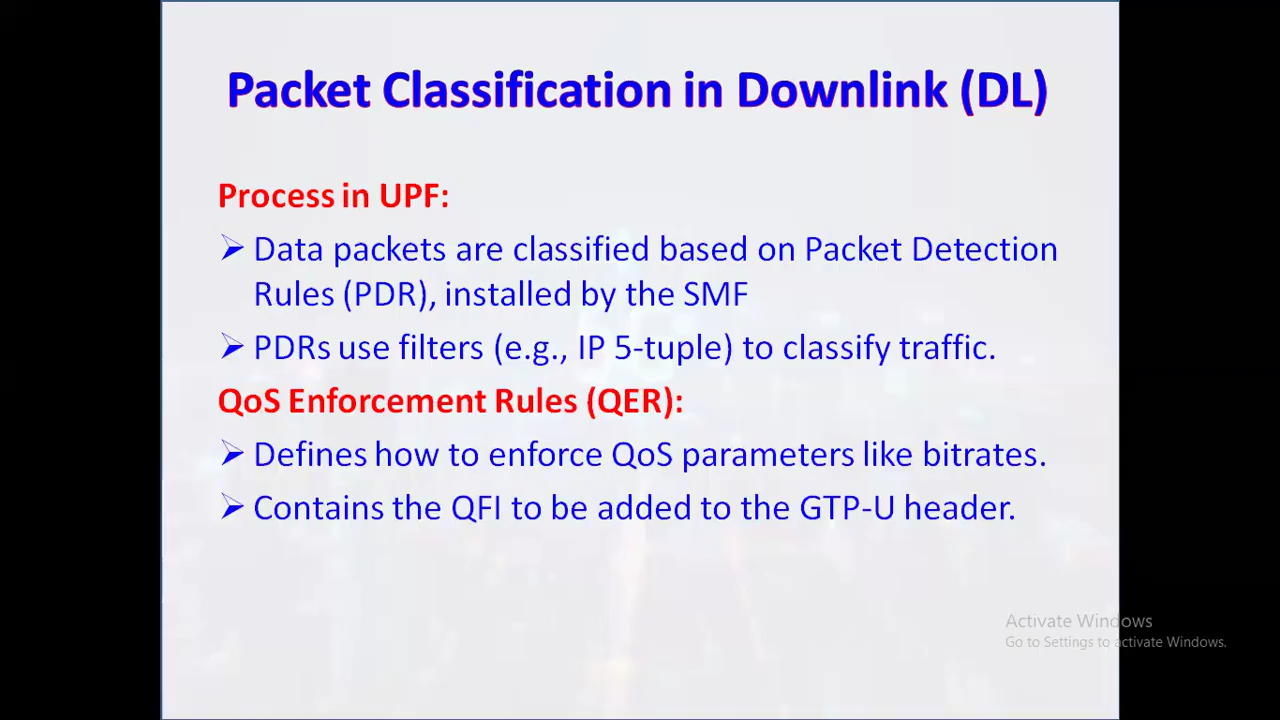 Packet Classification in Downlink (DL)
Process in UPF:
➢ Data packets are classified based on Packet Detection
Rules (PDR), installed by the SMF
➢ PDRs use filters (e.g., IP 5-tuple) to classify traffic.
QoS Enforcement Rules (QER):
➢ Defines how to enforce QoS parameters like bitrates.
➢ Contains the QFI to be added to the GTP-U header.
Activate Windows
Go to Settings to activate Windows.